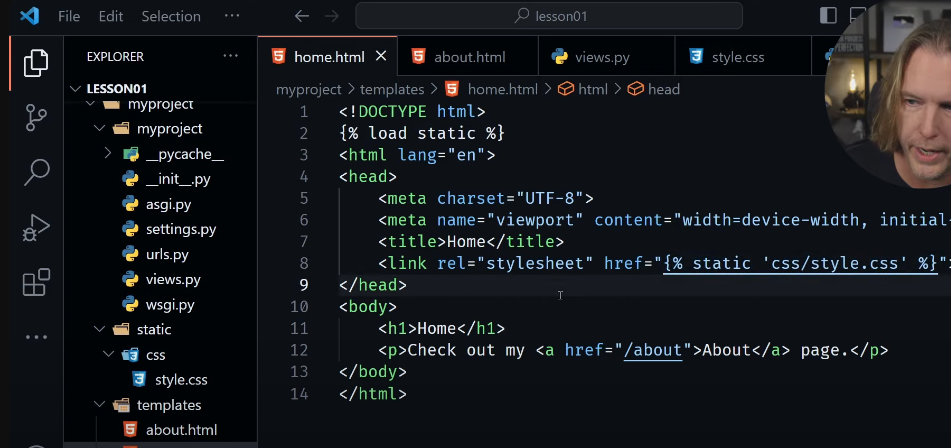 File Edit Selection ··· lesson01
EXPLORER ···
home.html about.html views.py style.css
LESSON01
myproject
myproject
__pycache__
__init__.py
asgi.py
settings.py
urls.py
views.py
wsgi.py
static
css
style.css
templates
about.html
myproject > templates > home.html > html > head
1 <!DOCTYPE html>
2 {% load static %}
3 <html lang="en">
4 <head>
5 <meta charset="UTF-8">
6 <meta name="viewport" content="width=device-width, initial-
7 <title>Home</title>
8 <link rel="stylesheet" href="{% static 'css/style.css' %}">
9 </head>
10 <body>
11 <h1>Home</h1>
12 <p>Check out my <a href="/about">About</a> page.</p>
13 </body>
14 </html>